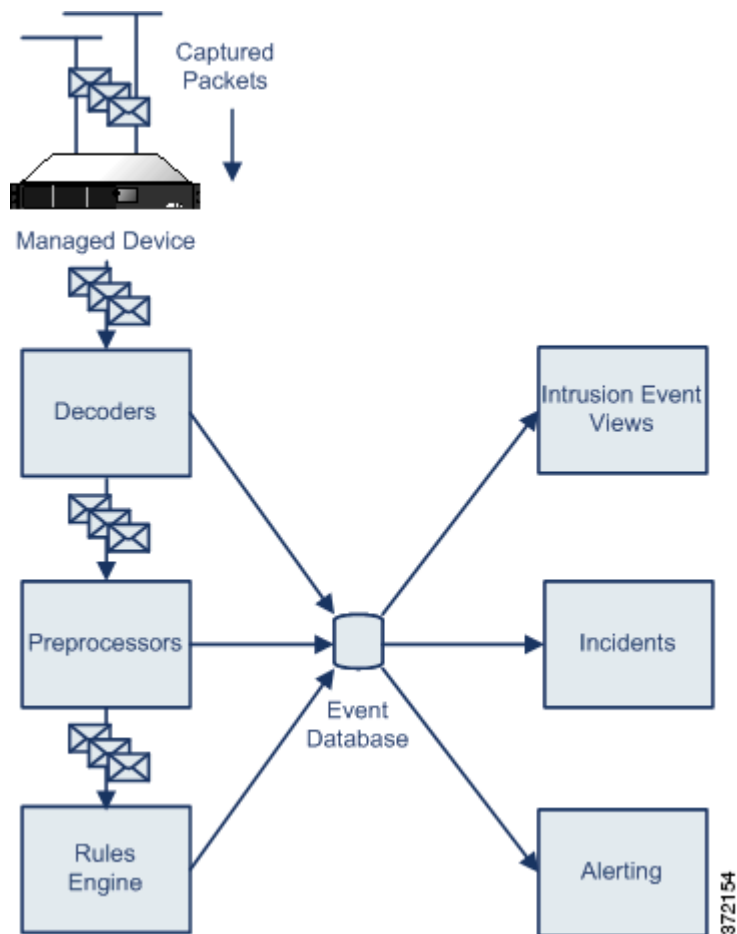 Captured
Packets
Managed Device
Decoders
Intrusion Event
Views
Preprocessors
Incidents
Event
Database
Rules
Engine
Alerting
372154